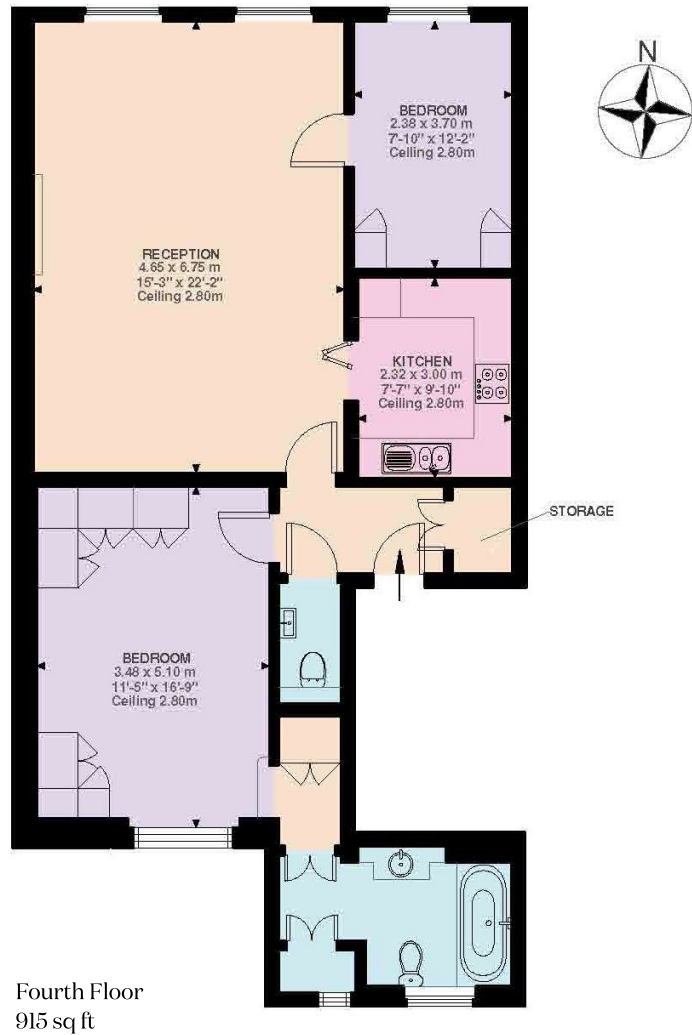 N
BEDROOM
2.38 x 3.70 m
7'-10" x 12'-2"
Ceiling 2.80m
RECEPTION
4.65 x 6.75 m
15'-3" x 22'-2"
Ceiling 2.80m
KITCHEN
2.32 x 3.00 m
7'-7" x 9'-10"
Ceiling 2.80m
STORAGE
BEDROOM
3.48 x 5.10 m
11'-5" x 16'-9"
Ceiling 2.80m
Fourth Floor
915 sq ft